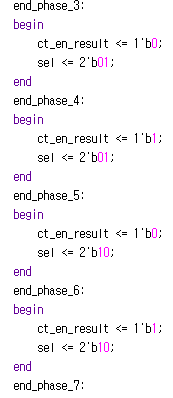 end_phase_3:
begin
ct_en_result <= 1'b0;
sel <= 2'b01;
end
end_phase_4:
begin
ct_en_result <= 1'b1;
sel <= 2'b01;
end
end_phase_5:
begin
ct_en_result <= 1'b0;
sel <= 2'b10;
end
end_phase_6:
begin
ct_en_result <= 1'b1;
sel <= 2'b10;
end
end_phase_7: